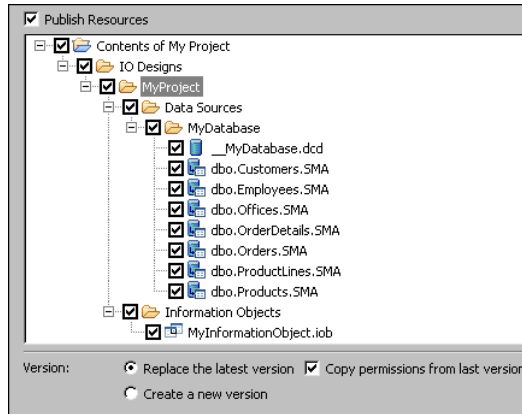 Publish Resources
Contents of My Project
IO Designs
MyProject
Data Sources
MyDatabase
__MyDatabase.dcd
dbo.Customers.SMA
dbo.Employees.SMA
dbo.Offices.SMA
dbo.OrderDetails.SMA
dbo.Orders.SMA
dbo.ProductLines.SMA
dbo.Products.SMA
Information Objects
MyInformationObject.iob
Version: Replace the latest version Copy permissions from last version
Create a new version